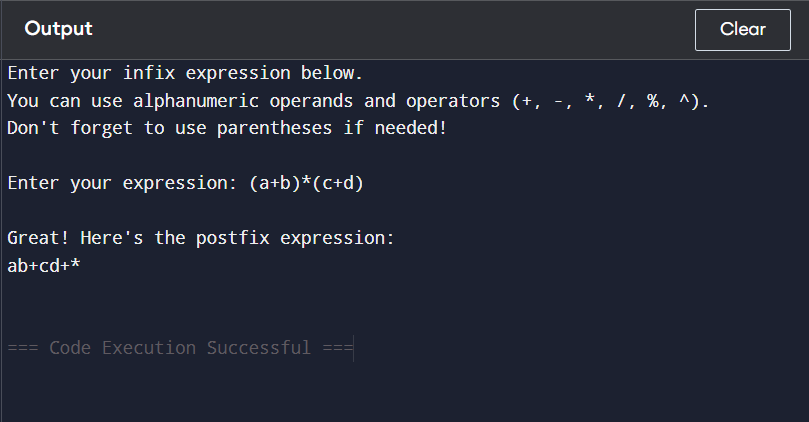 Output
Clear
Enter your infix expression below.
You can use alphanumeric operands and operators (+, -, *, /, %, ^).
Don't forget to use parentheses if needed!
Enter your expression: (a+b)*(c+d)
Great! Here's the postfix expression:
ab+cd+*
=== Code Execution Successful ===